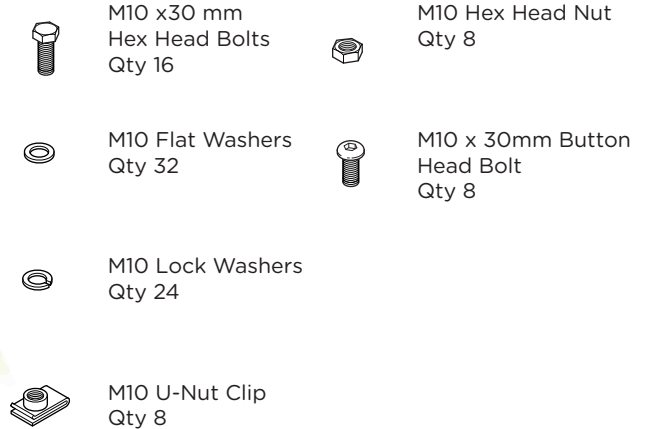 M10 x30 mm
Hex Head Bolts
Qty 16
M10 Hex Head Nut
Qty 8
M10 Flat Washers
Qty 32
M10 x 30mm Button
Head Bolt
Qty 8
M10 Lock Washers
Qty 24
M10 U-Nut Clip
Qty 8